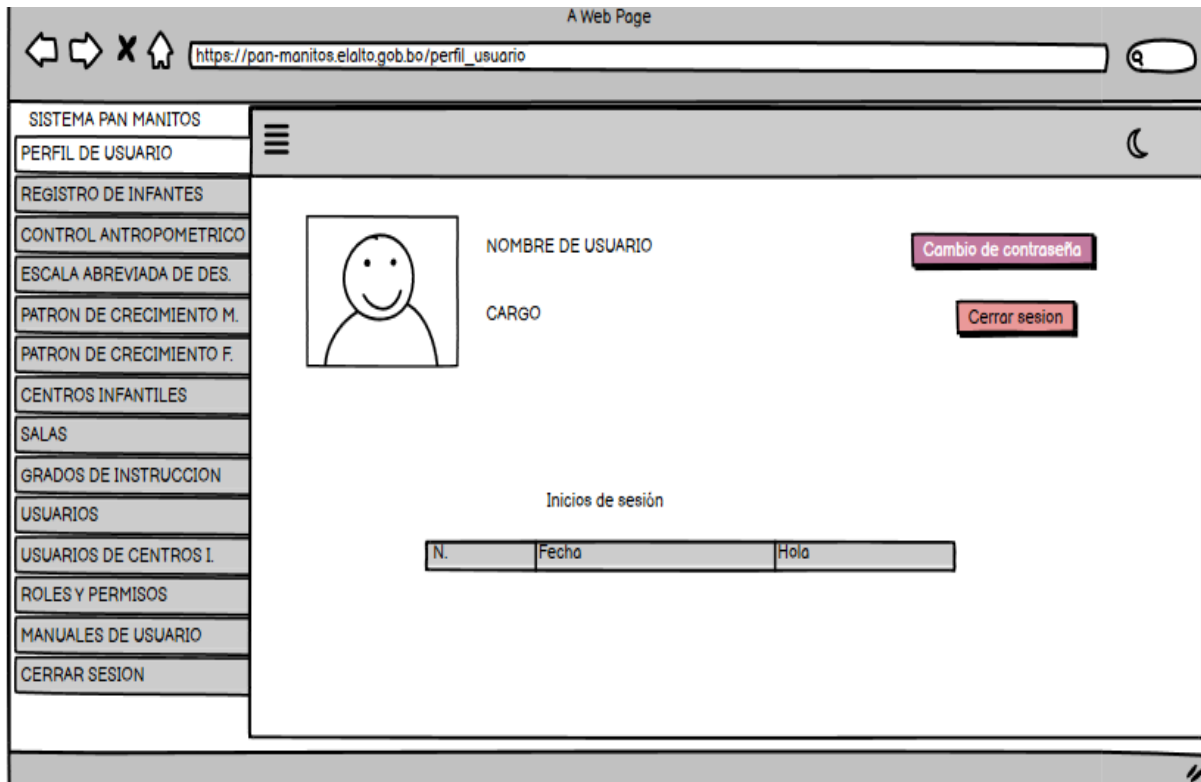 A Web Page
https://pan-manitos.elalto.gob.bo/perfil_usuario
SISTEMA PAN MANITOS
PERFIL DE USUARIO
REGISTRO DE INFANTES
CONTROL ANTROPOMETRICO
ESCALA ABREVIADA DE DES.
PATRON DE CRECIMIENTO M.
PATRON DE CRECIMIENTO F.
CENTROS INFANTILES
SALAS
GRADOS DE INSTRUCCION
USUARIOS
USUARIOS DE CENTROS I.
ROLES Y PERMISOS
MANUALES DE USUARIO
CERRAR SESION
NOMBRE DE USUARIO
Cambio de contraseña
CARGO
Cerrar sesion
Inicios de sesión
N. Fecha Hola